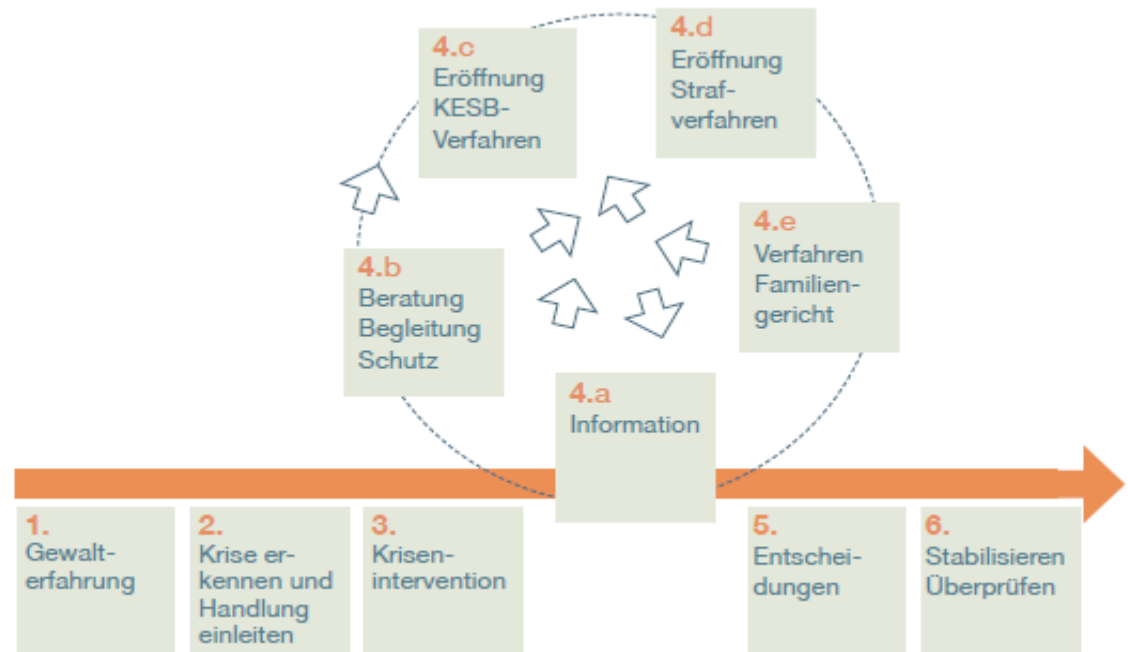 4.c
Eröffnung
KESB-
Verfahren
4.d
Eröffnung
Straf-
verfahren
4.b
Beratung
Begleitung
Schutz
4.e
Verfahren
Familien-
gericht
4.a
Information
1.
Gewalt-
erfahrung
2.
Krise er-
kennen und
Handlung
einleiten
3.
Krisen-
intervention
5.
Entschei-
dungen
6.
Stabilisieren
Überprüfen